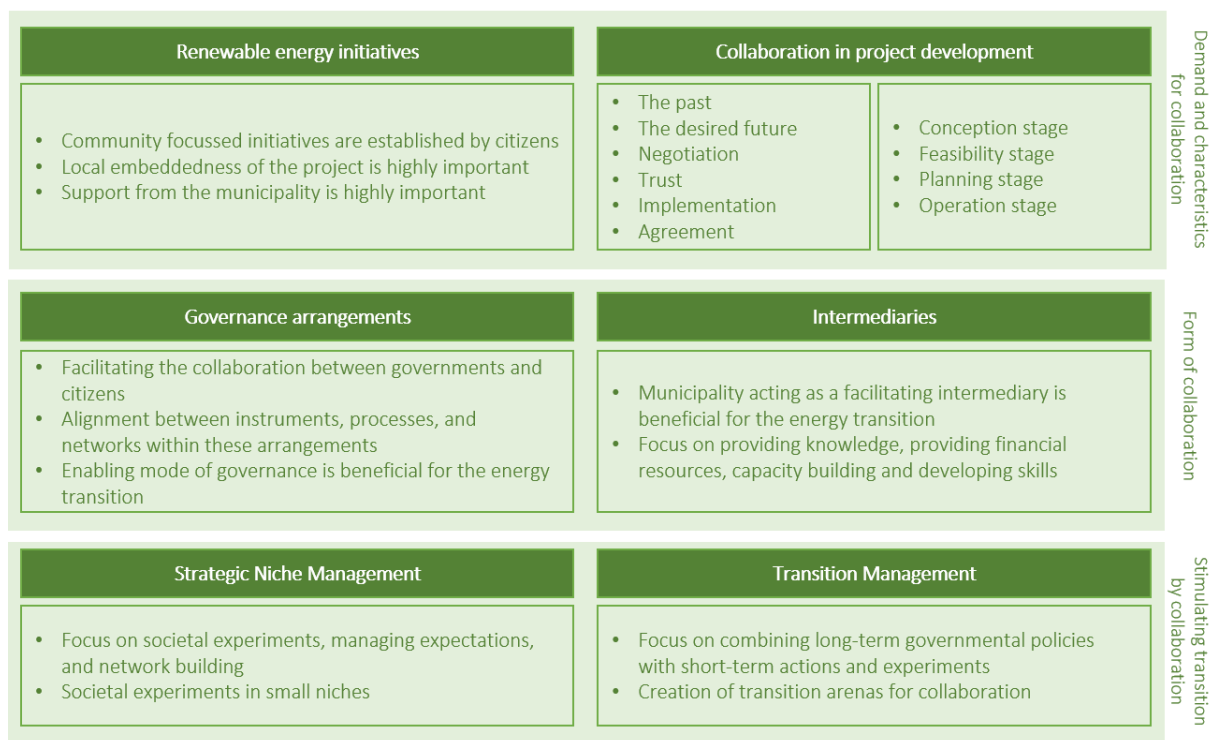 Renewable energy initiatives
• Community focussed initiatives are established by citizens
• Local embeddedness of the project is highly important
• Support from the municipality is highly important
Collaboration in project development
• The past
• The desired future
• Negotiation
• Trust
• Implementation
• Agreement
• Conception stage
• Feasibility stage
• Planning stage
• Operation stage
Demand and characteristics
for collaboration
Governance arrangements
• Facilitating the collaboration between governments and
citizens
• Alignment between instruments, processes, and
networks within these arrangements
• Enabling mode of governance is beneficial for the energy
transition
Intermediaries
• Municipality acting as a facilitating intermediary is
beneficial for the energy transition
• Focus on providing knowledge, providing financial
resources, capacity building and developing skills
Form of collaboration
Strategic Niche Management
• Focus on societal experiments, managing expectations,
and network building
• Societal experiments in small niches
Transition Management
• Focus on combining long-term governmental policies
with short-term actions and experiments
• Creation of transition arenas for collaboration
Stimulating transition
by collaboration